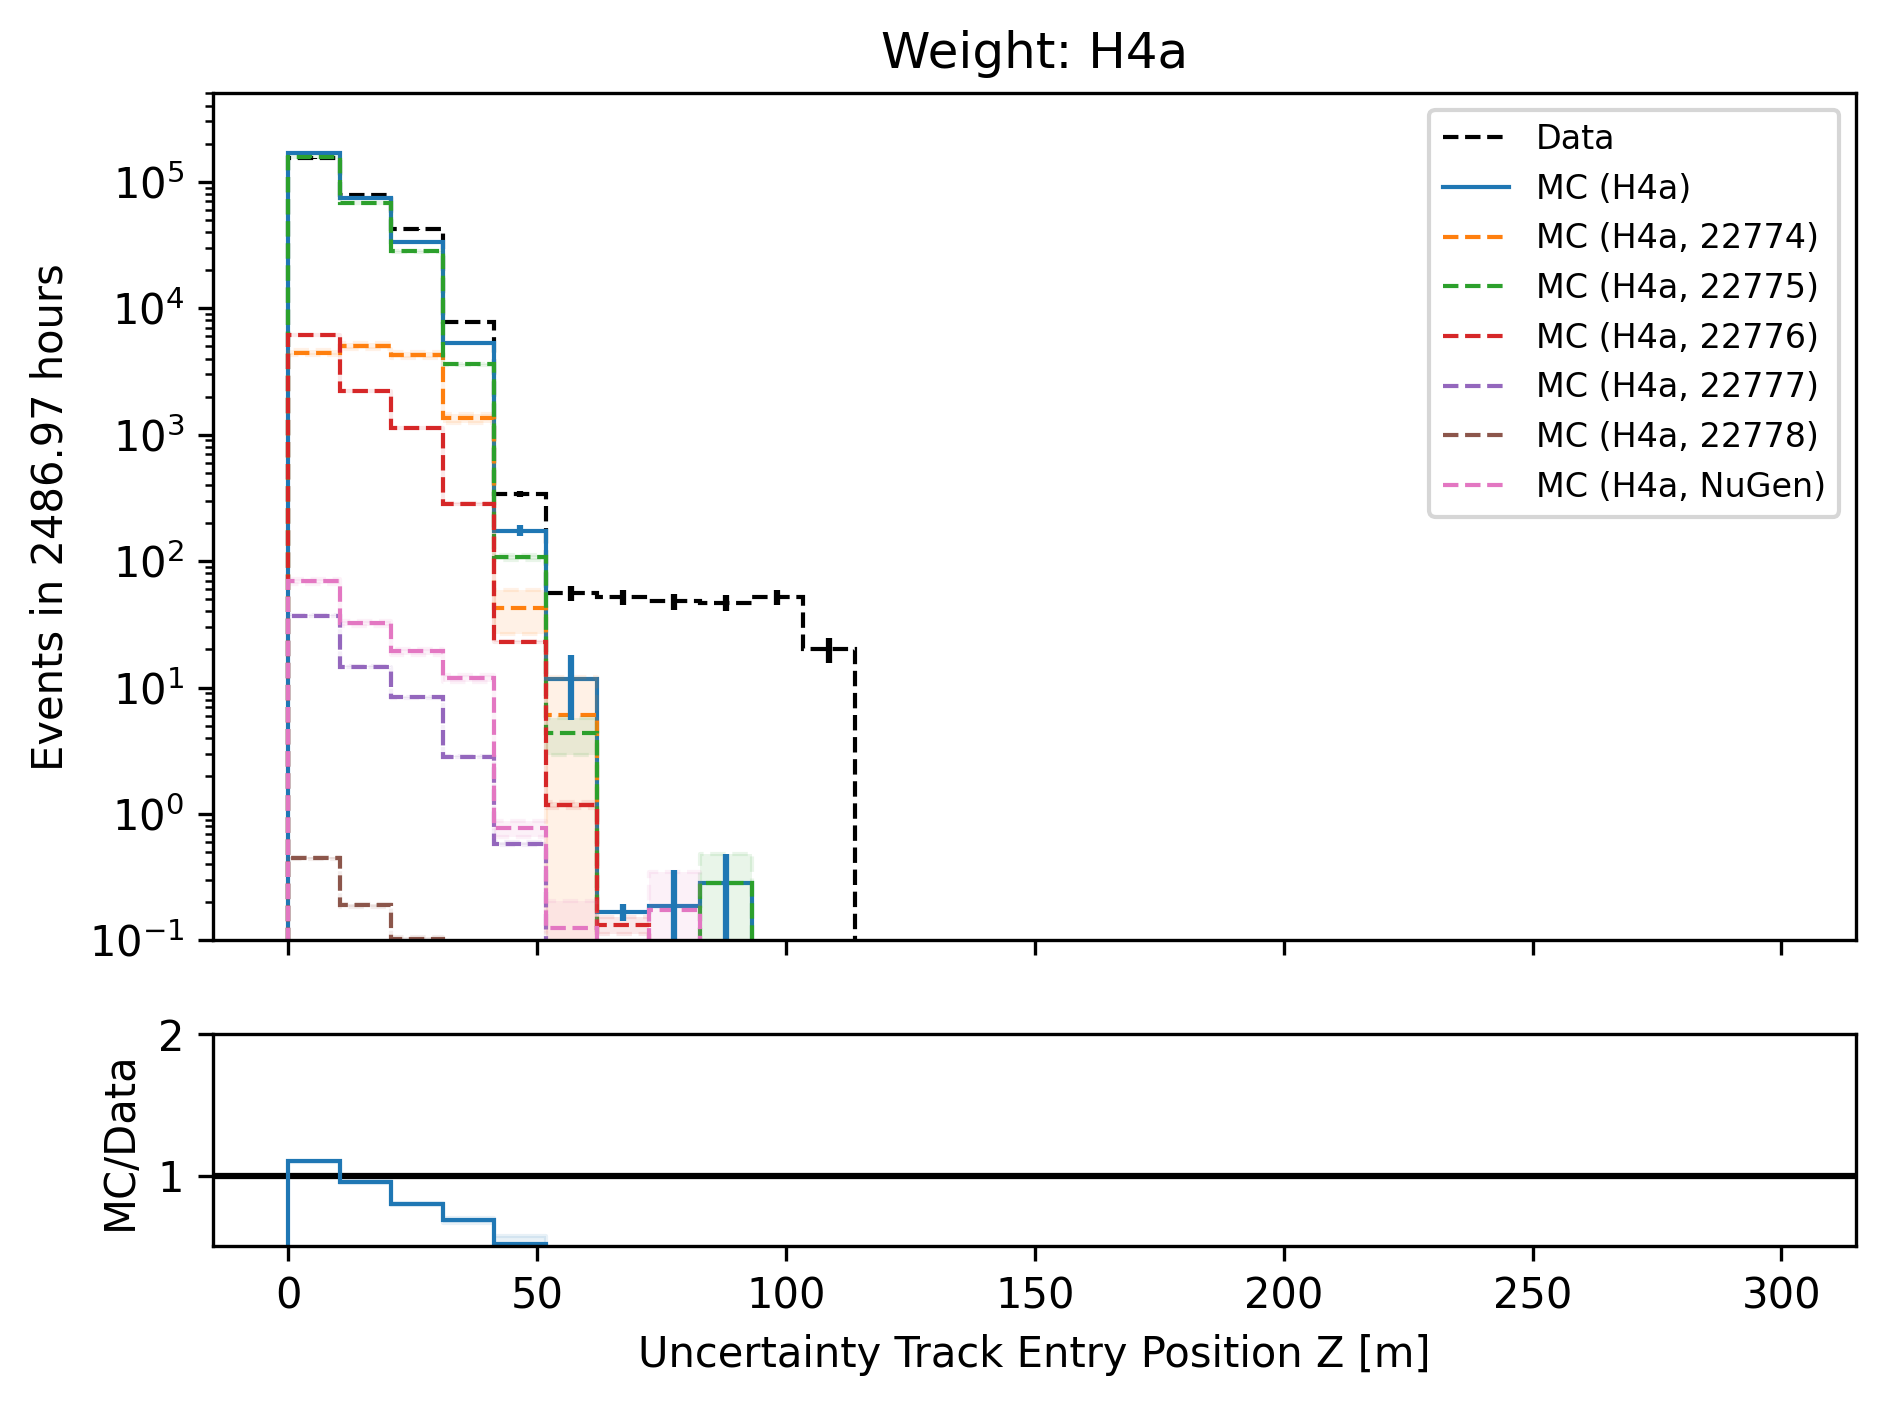 Weight: H4a
Events in 2486.97 hours
10^5
10^4
10^3
10^2
10^1
10^0
10^−1
Data
MC (H4a)
MC (H4a, 22774)
MC (H4a, 22775)
MC (H4a, 22776)
MC (H4a, 22777)
MC (H4a, 22778)
MC (H4a, NuGen)
MC/Data
2
1
0 50 100 150 200 250 300
Uncertainty Track Entry Position Z [m]